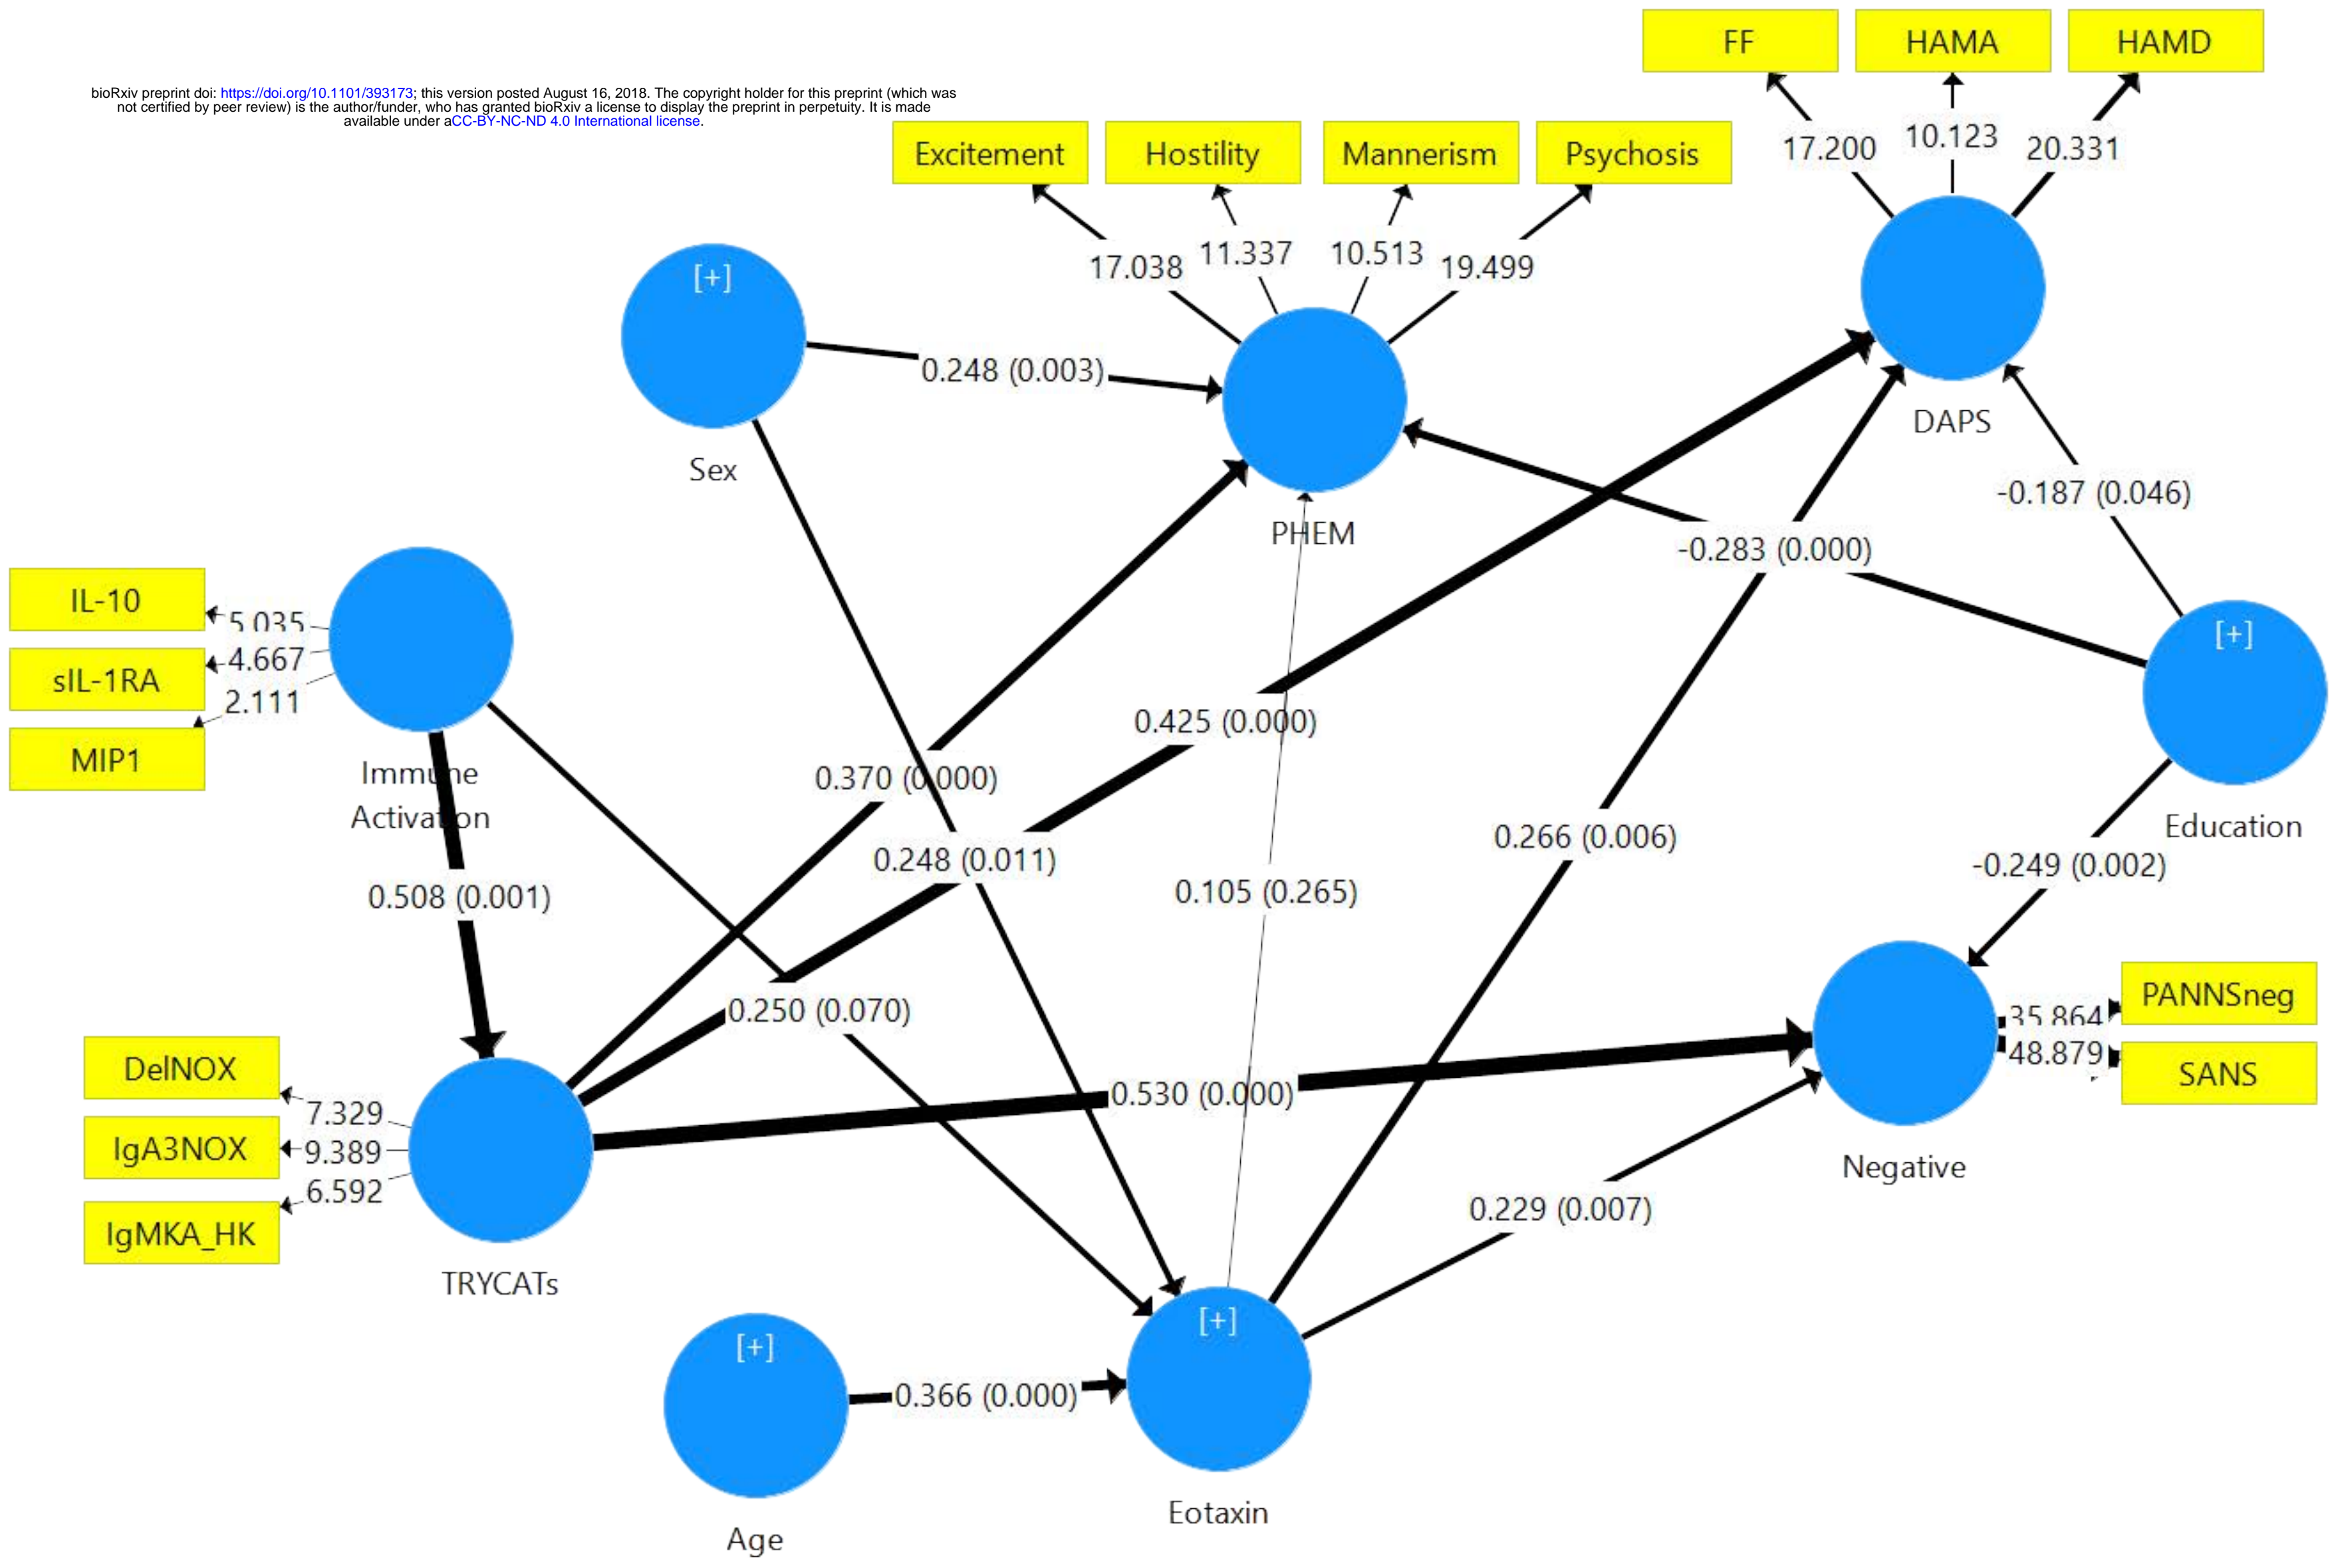 bioRxiv preprint doi: https://doi.org/10.1101/393173; this version posted August 16, 2018. The copyright holder for this preprint (which was
not certified by peer review) is the author/funder, who has granted bioRxiv a license to display the preprint in perpetuity. It is made
available under aCC-BY-NC-ND 4.0 International license.
FF HAMA HAMD
17.200 10.123 20.331
Excitement Hostility Mannerism Psychosis
17.038 11.337 10.513 19.499
[+]
Sex
0.248 (0.003)
PHEM
DAPS
-0.187 (0.046)
-0.283 (0.000)
[+]
Education
IL-10
sIL-1RA
MIP1
5.035
4.667
2.111
Immune
Activation
0.425 (0.000)
0.370 (0.000)
0.248 (0.011)
0.266 (0.006)
0.105 (0.265)
-0.249 (0.002)
0.508 (0.001)
0.250 (0.070)
PANNSneg
SANS
35.864
48.879
Negative
0.530 (0.000)
DelNOX
IgA3NOX
IgMKA_HK
7.329
9.389
6.592
TRYCATs
0.229 (0.007)
[+]
Age
0.366 (0.000)
[+]
Eotaxin